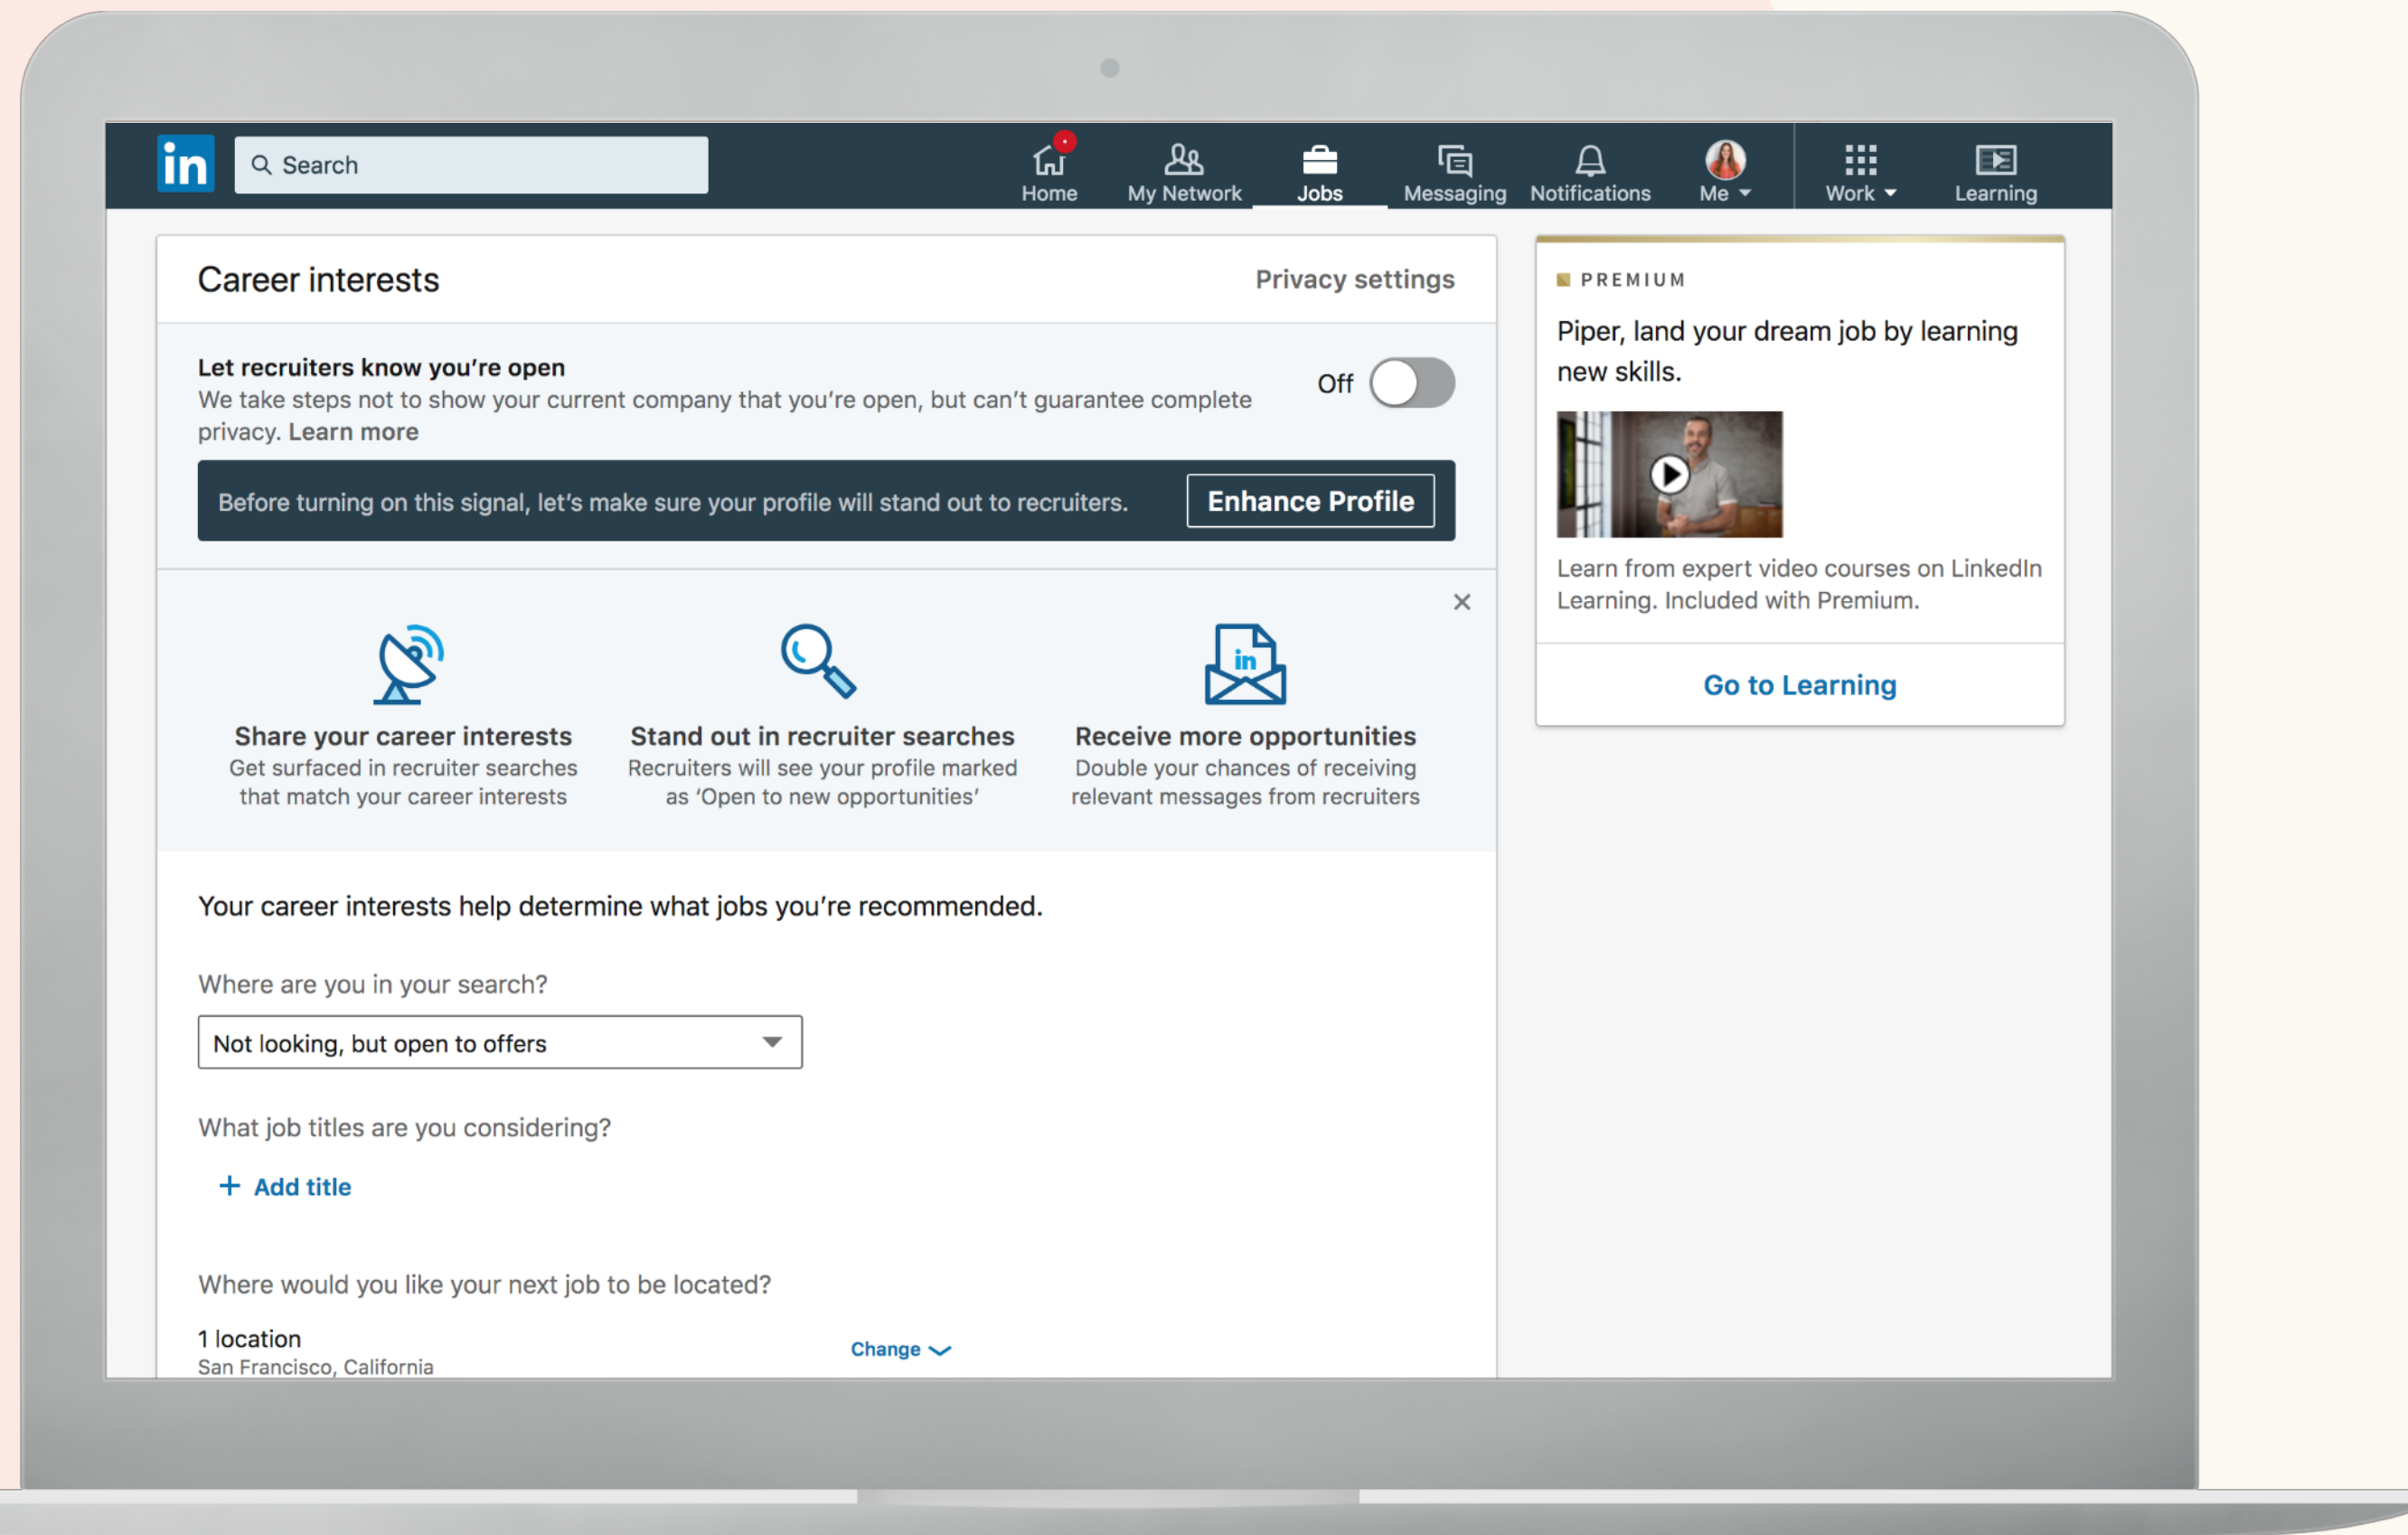 in
Search
Home
My Network
Jobs
Messaging
Notifications
Me
Work
Learning
Career interests
Privacy settings
Let recruiters know you’re open
We take steps not to show your current company that you’re open, but can’t guarantee complete
privacy. Learn more
Off
Before turning on this signal, let's make sure your profile will stand out to recruiters.
Enhance Profile
in
Share your career interests
Get surfaced in recruiter searches
that match your career interests
Stand out in recruiter searches
Recruiters will see your profile marked
as ‘Open to new opportunities’
Receive more opportunities
Double your chances of receiving
relevant messages from recruiters
Your career interests help determine what jobs you’re recommended.
Where are you in your search?
Not looking, but open to offers
What job titles are you considering?
+ Add title
Where would you like your next job to be located?
1 location
San Francisco, California
Change
PREMIUM
Piper, land your dream job by learning
new skills.
Learn from expert video courses on LinkedIn
Learning. Included with Premium.
Go to Learning